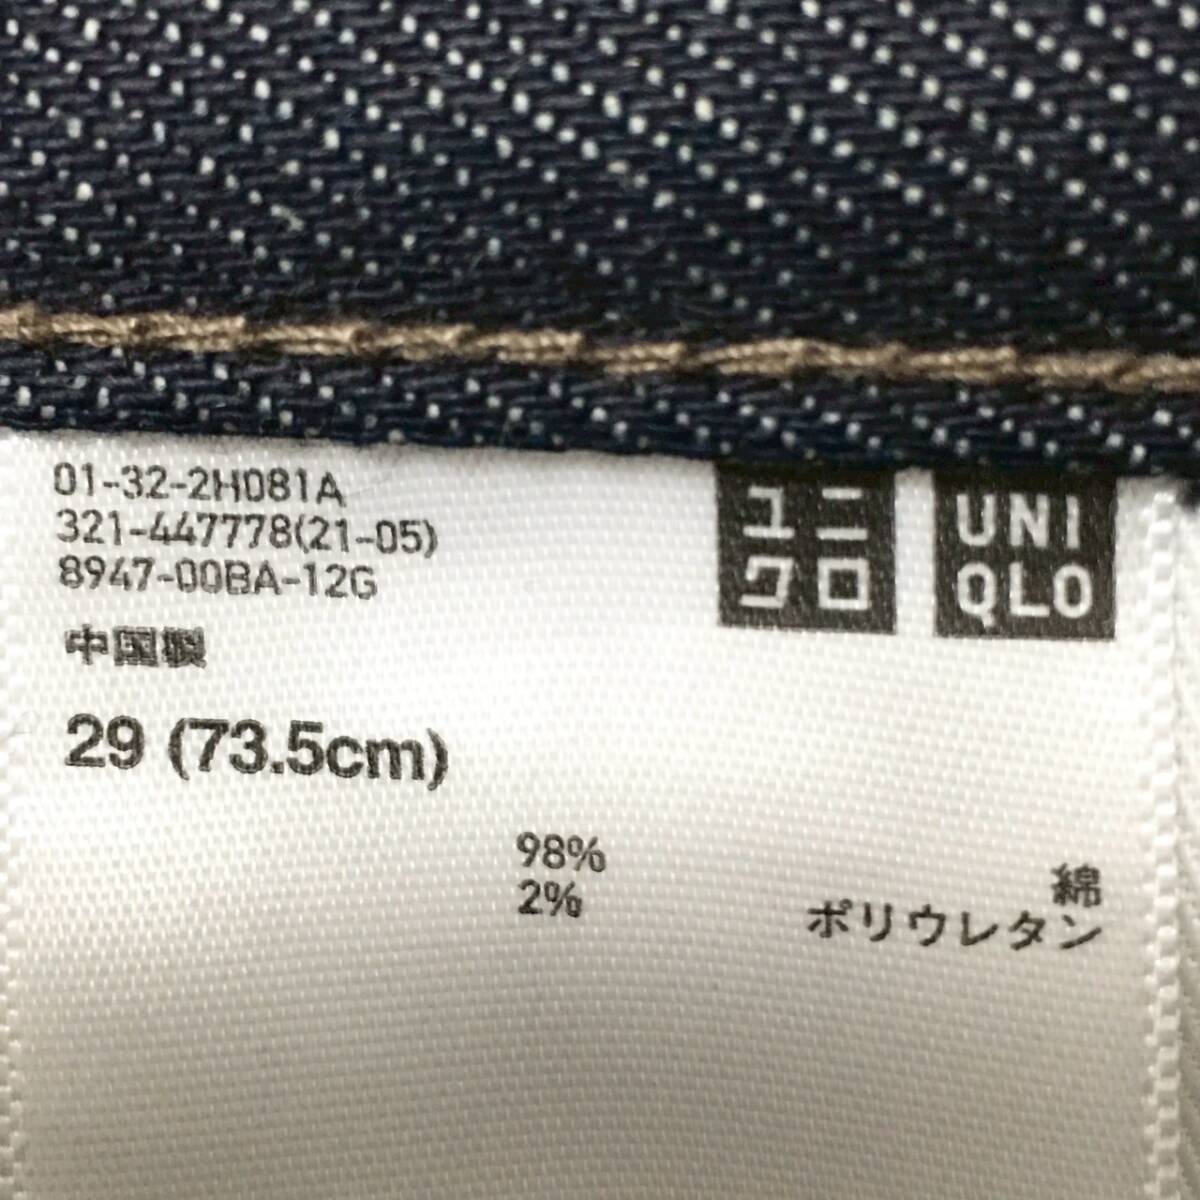 01-32-2H081A
321-447778(21-05)
8947-00BA-12G
中国製
29 (73.5cm)
ユニ
クロ
UNI
QLO
98% 綿
2% ポリウレタン